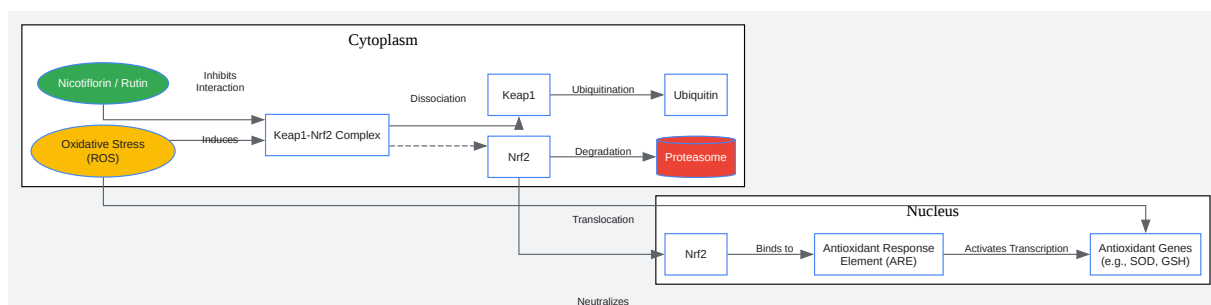 Cytoplasm
Nicotiflorin / Rutin
Inhibits
Interaction
Dissociation
Keap1
Ubiquitination
Ubiquitin
Oxidative Stress
(ROS)
Induces
Keap1-Nrf2 Complex
Nrf2
Degradation
Proteasome
Translocation
Nucleus
Nrf2
Binds to
Antioxidant Response
Element (ARE)
Activates Transcription
Antioxidant Genes
(e.g., SOD, GSH)
Neutralizes